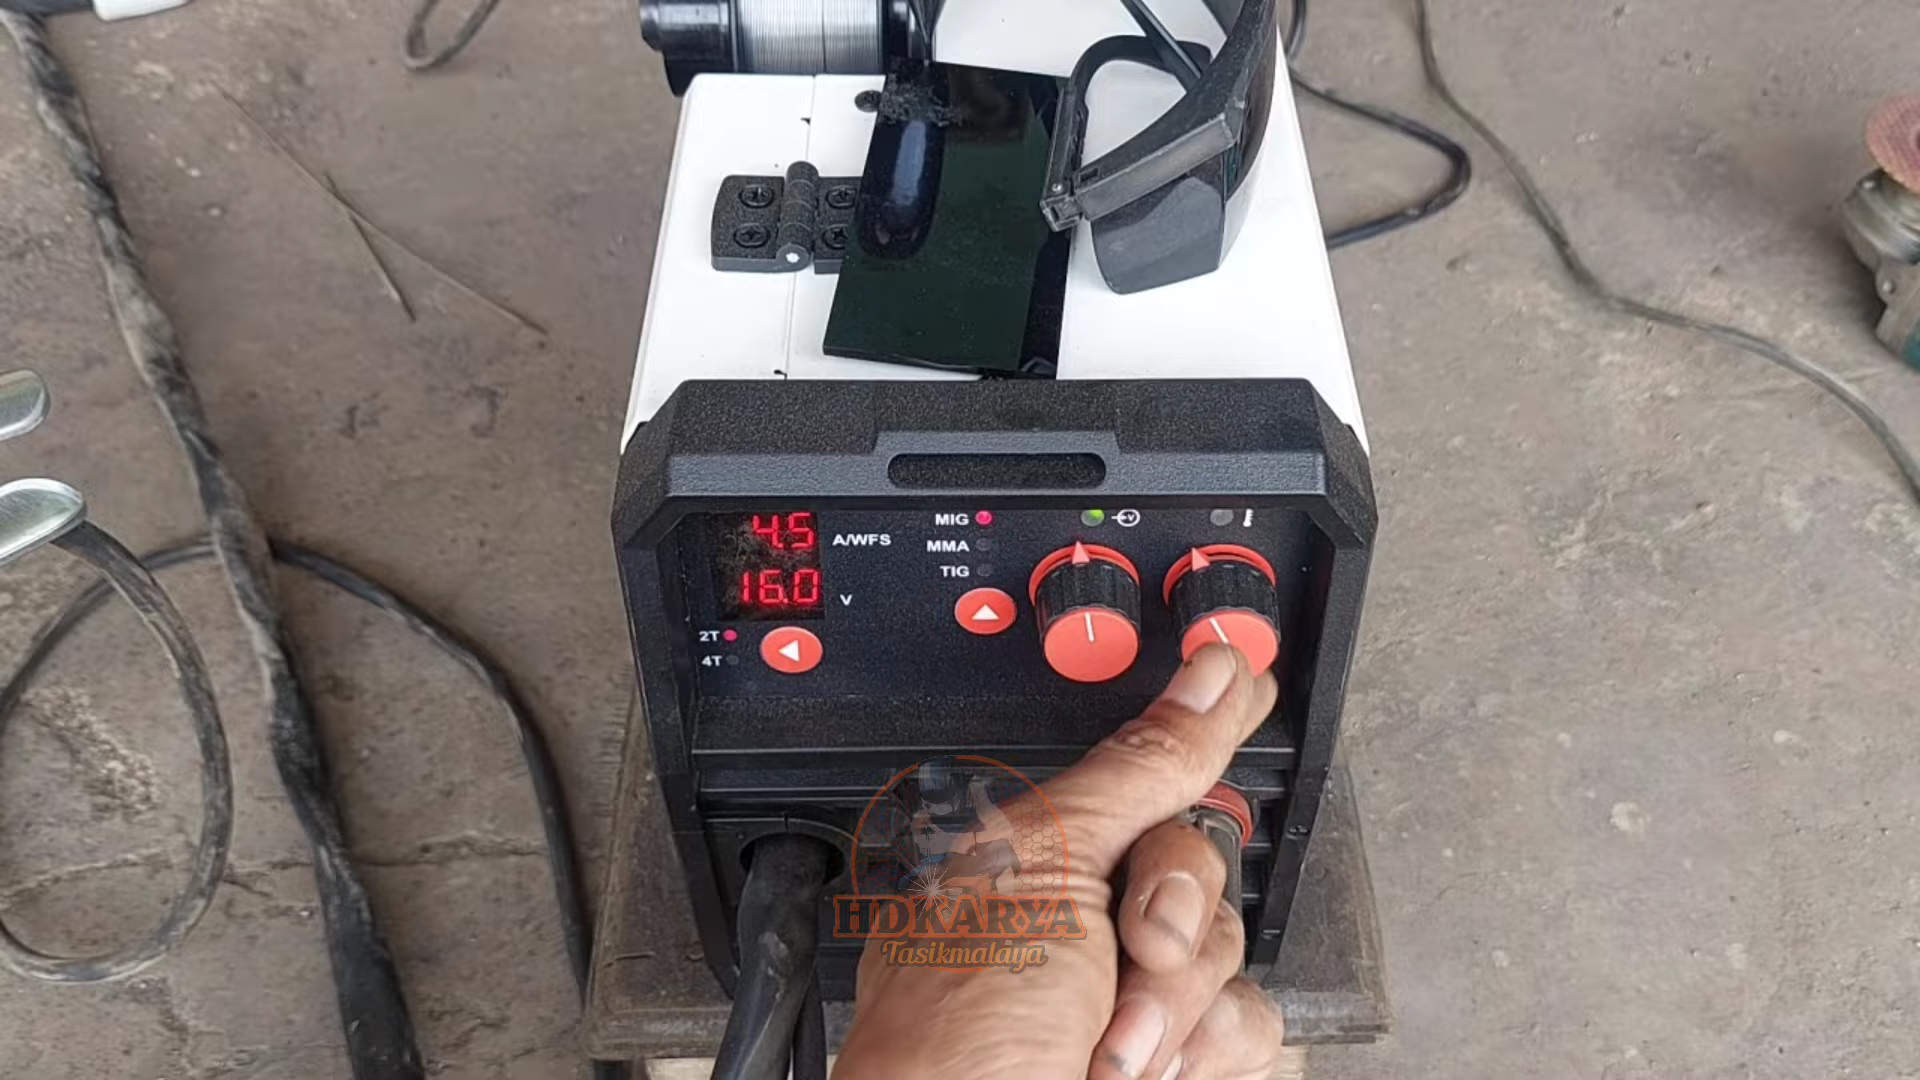 4.5
A/WFS
16.0
V
2T
4T
MIG
MMA
TIG
V
HDKARYA
Tasikmalaya